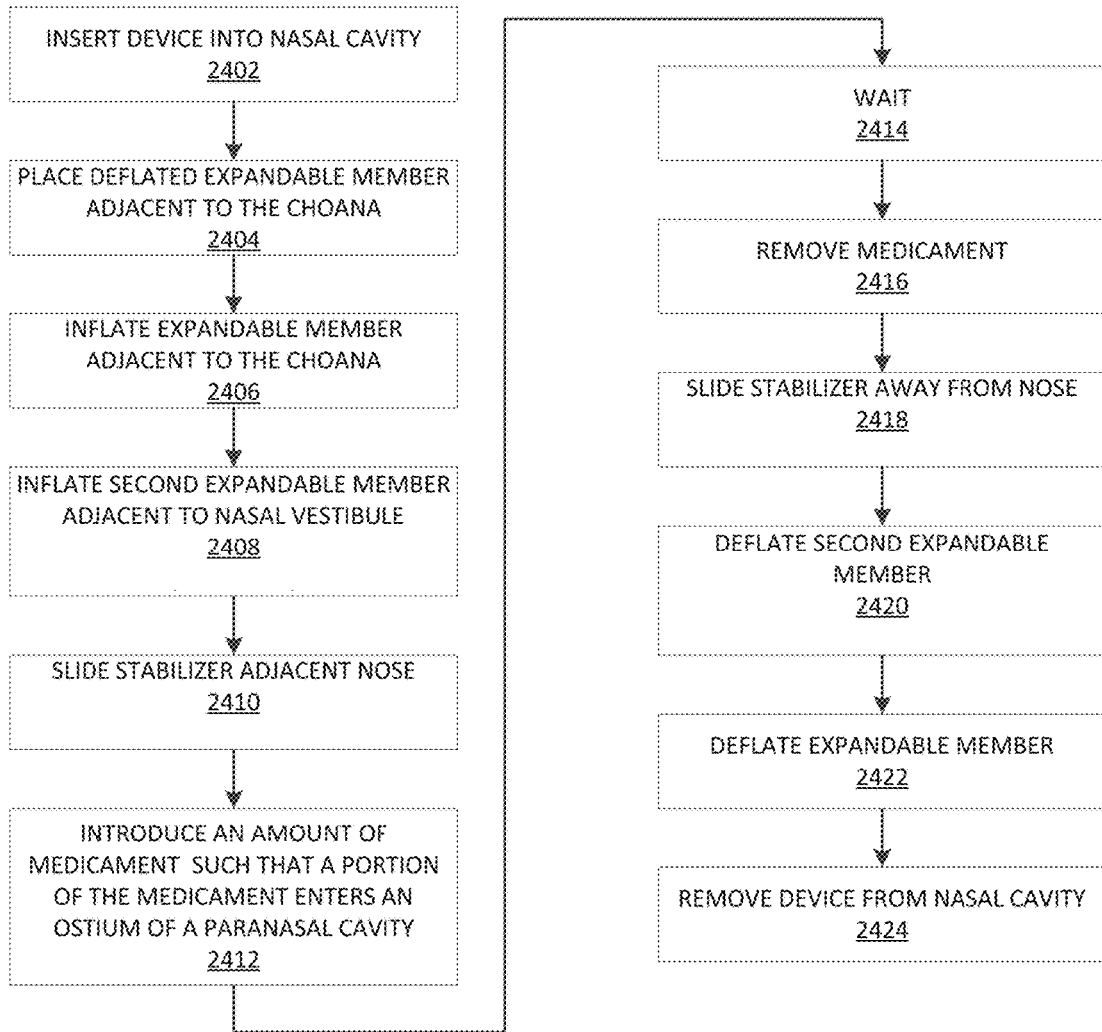 INSERT DEVICE INTO NASAL CAVITY
2402
PLACE DEFLATED EXPANDABLE MEMBER
ADJACENT TO THE CHOANA
2404
INFLATE EXPANDABLE MEMBER
ADJACENT TO THE CHOANA
2406
INFLATE SECOND EXPANDABLE MEMBER
ADJACENT TO NASAL VESTIBULE
2408
SLIDE STABILIZER ADJACENT NOSE
2410
INTRODUCE AN AMOUNT OF
MEDICAMENT SUCH THAT A PORTION
OF THE MEDICAMENT ENTERS AN
OSTIUM OF A PARANASAL CAVITY
2412
WAIT
2414
REMOVE MEDICAMENT
2416
SLIDE STABILIZER AWAY FROM NOSE
2418
DEFLATE SECOND EXPANDABLE
MEMBER
2420
DEFLATE EXPANDABLE MEMBER
2422
REMOVE DEVICE FROM NASAL CAVITY
2424